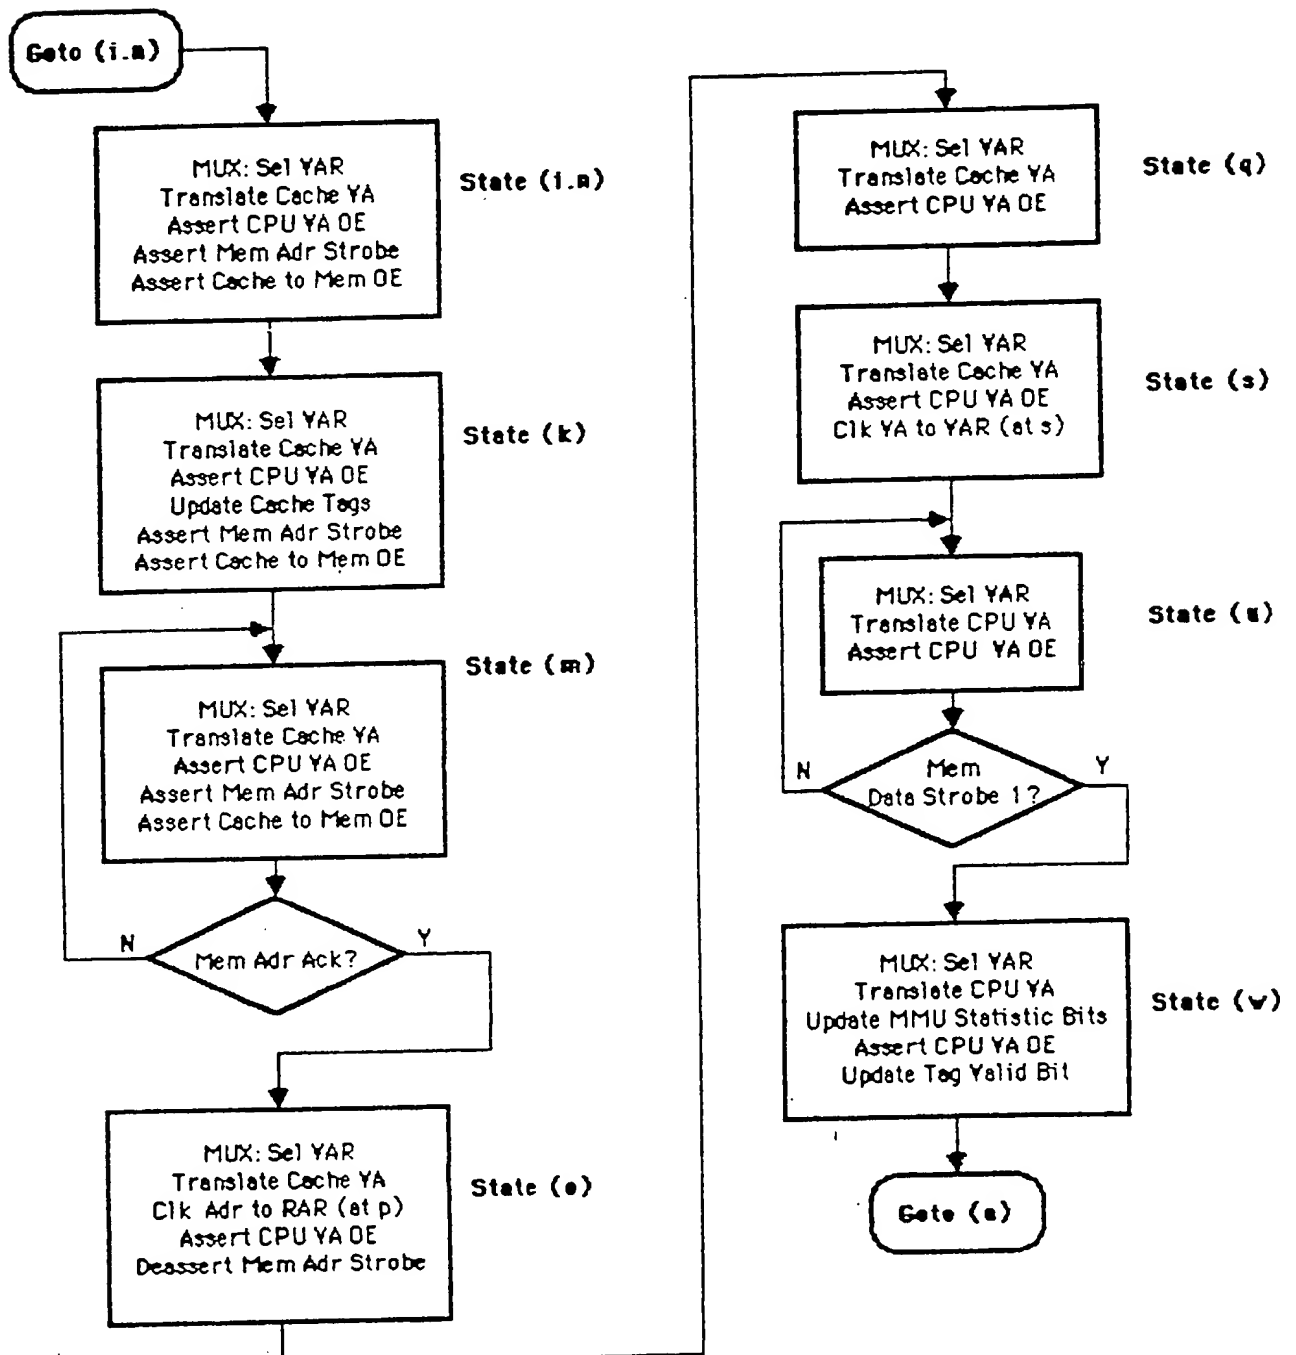 Goto (i.a)
MUX: Sel VAR
Translate Cache VA
Assert CPU VA OE
Assert Mem Adr Strobe
Assert Cache to Mem OE
State (i.a)
MUX: Sel VAR
Translate Cache VA
Assert CPU VA OE
Update Cache Tags
Assert Mem Adr Strobe
Assert Cache to Mem OE
State (k)
MUX: Sel VAR
Translate Cache VA
Assert CPU VA OE
Assert Mem Adr Strobe
Assert Cache to Mem OE
State (m)
Mem Adr Ack?
N
Y
MUX: Sel VAR
Translate Cache VA
Clk Adr to RAR (at p)
Assert CPU VA OE
Deassert Mem Adr Strobe
State (o)
MUX: Sel VAR
Translate Cache VA
Assert CPU VA OE
State (q)
MUX: Sel VAR
Translate Cache VA
Assert CPU VA OE
Clk VA to VAR (at s)
State (s)
MUX: Sel VAR
Translate CPU VA
Assert CPU VA OE
State (u)
Mem
Data Strobe 1?
N
Y
MUX: Sel VAR
Translate CPU VA
Update MMU Statistic Bits
Assert CPU VA OE
Update Tag Valid Bit
State (w)
Goto (a)